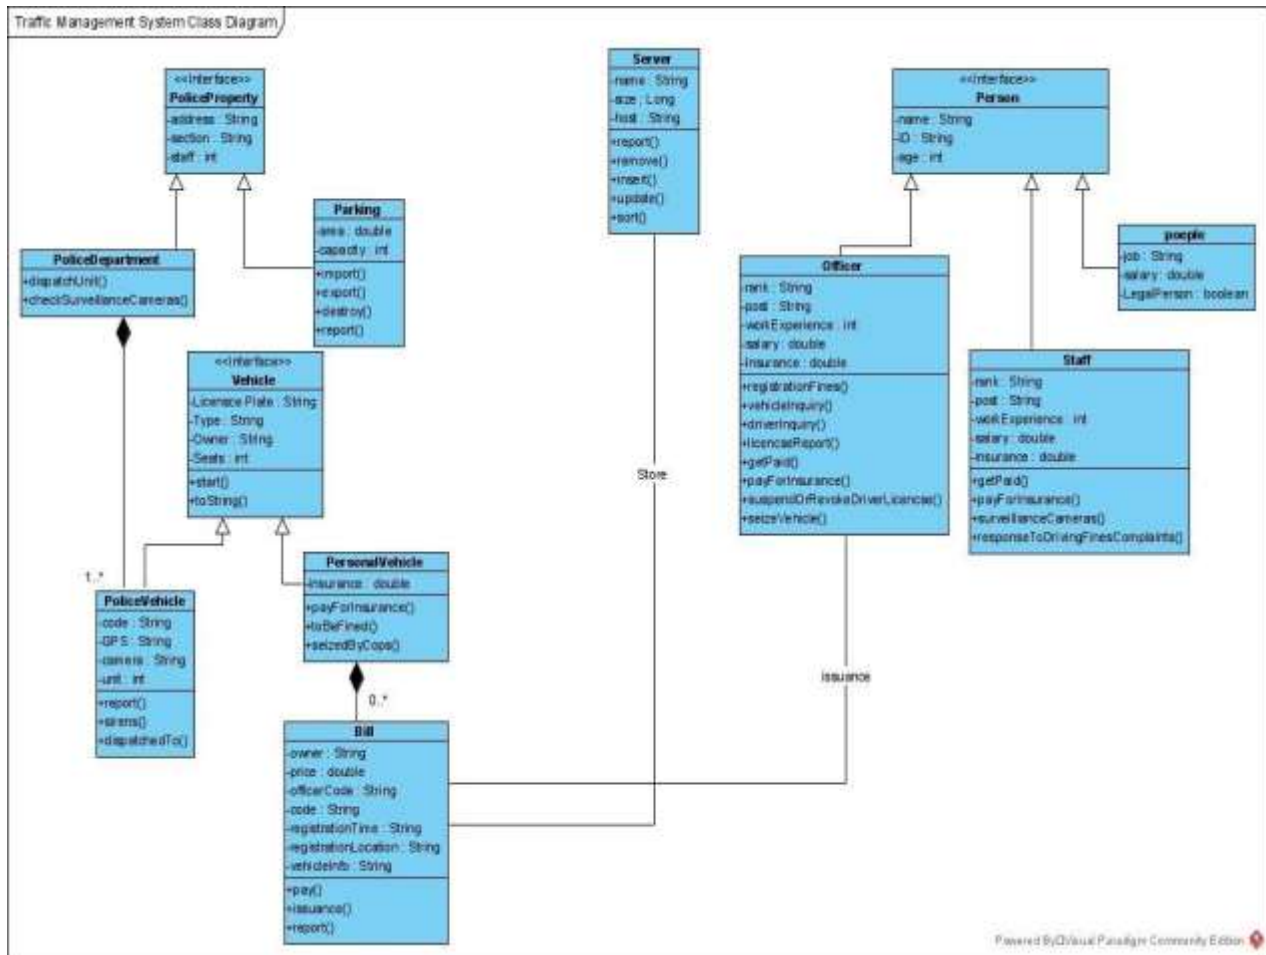 Traffic Management System Class Diagram
<<Interface>>
PoliceProperty
-address : String
-section : String
-staff : int
Parking
-area : double
-capacity : int
+import()
+export()
+destroy()
+report()
PoliceDepartment
+dispatchUnit()
+checkSurveillanceCameras()
<<Interface>>
Vehicle
-Licensce Plate : String
-Type : String
-Owner : String
-Seats : int
+start()
+toString()
1..*
PoliceVehicle
-code : String
-GPS : String
-camera : String
-unit : int
+report()
+sirens()
+dispatchedTo()
PersonalVehicle
-insurance : double
+payForInsurance()
+toBeFined()
+seizedByCops()
0..*
Bill
-owner : String
-price : double
-officerCode : String
-code : String
-registrationTime : String
-registrationLocation : String
-vehicleInfo : String
+pay()
+issuance()
+report()
Server
-name : String
-size : Long
-host : String
+report()
+remove()
+insert()
+update()
+sort()
Store
<<Interface>>
Person
-name : String
-ID : String
-age : int
Officer
-rank : String
-post : String
-workExperience : int
-salary : double
-insurance : double
+registrationFines()
+vehicleInquiry()
+driverInquiry()
+licenseReport()
+getPaid()
+payForInsurance()
+suspendOrRevokeDriverLicense()
+seizeVehicle()
issuance
poeple
-job : String
-salary : double
-LegalPerson : boolean
Staff
-rank : String
-post : String
-workExperience : int
-salary : double
-insurance : double
+getPaid()
+payForInsurance()
+surveillanceCameras()
+responseToDrivingFinesComplaints()
Powered By Visual Paradigm Community Edition